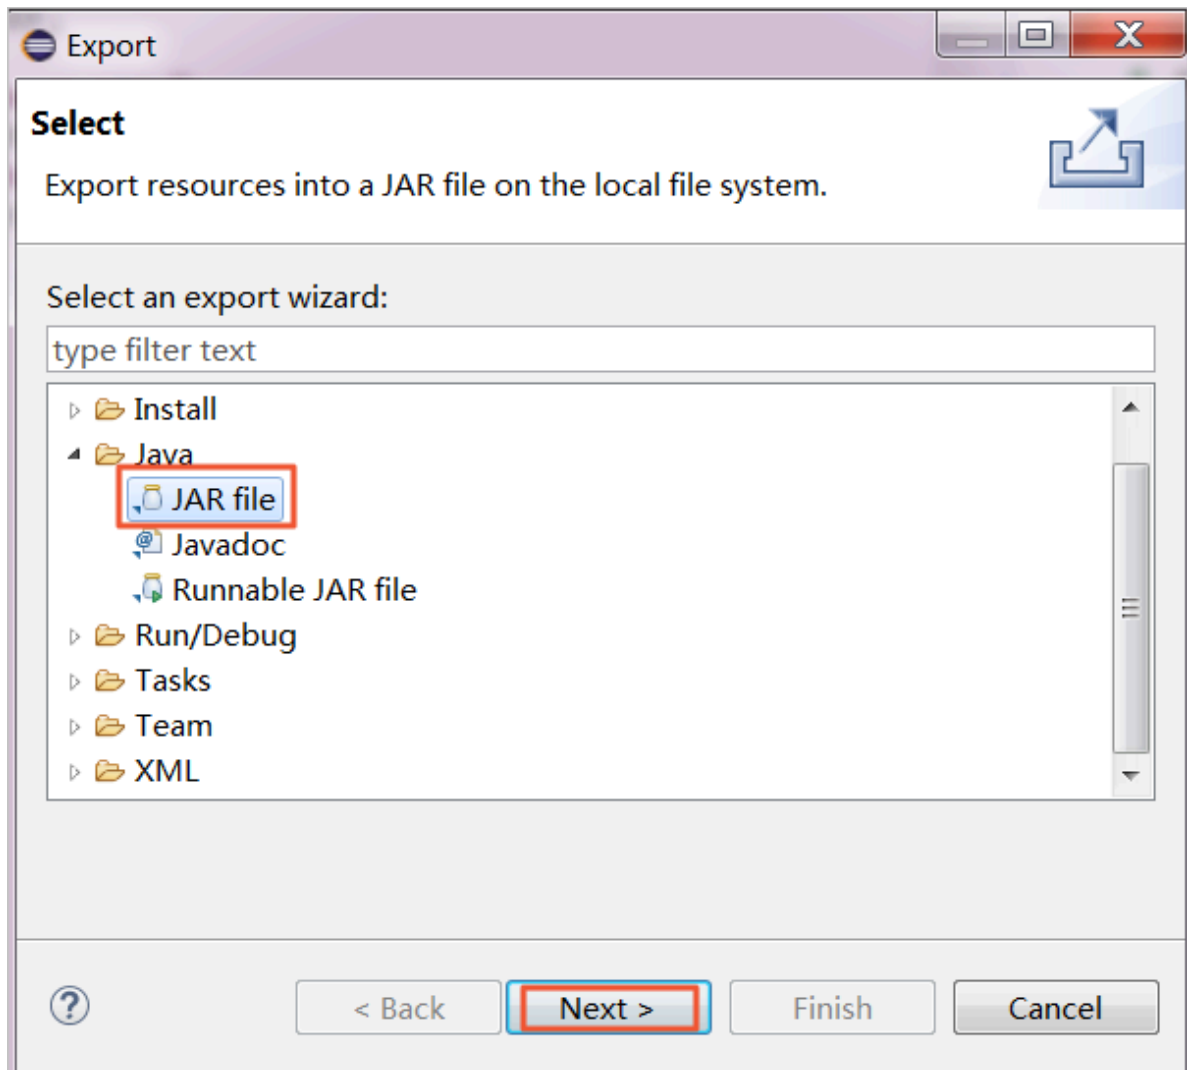 Export
Select
Export resources into a JAR file on the local file system.
Select an export wizard:
type filter text
Install
Java
JAR file
Javadoc
Runnable JAR file
Run/Debug
Tasks
Team
XML
< Back Next > Finish Cancel